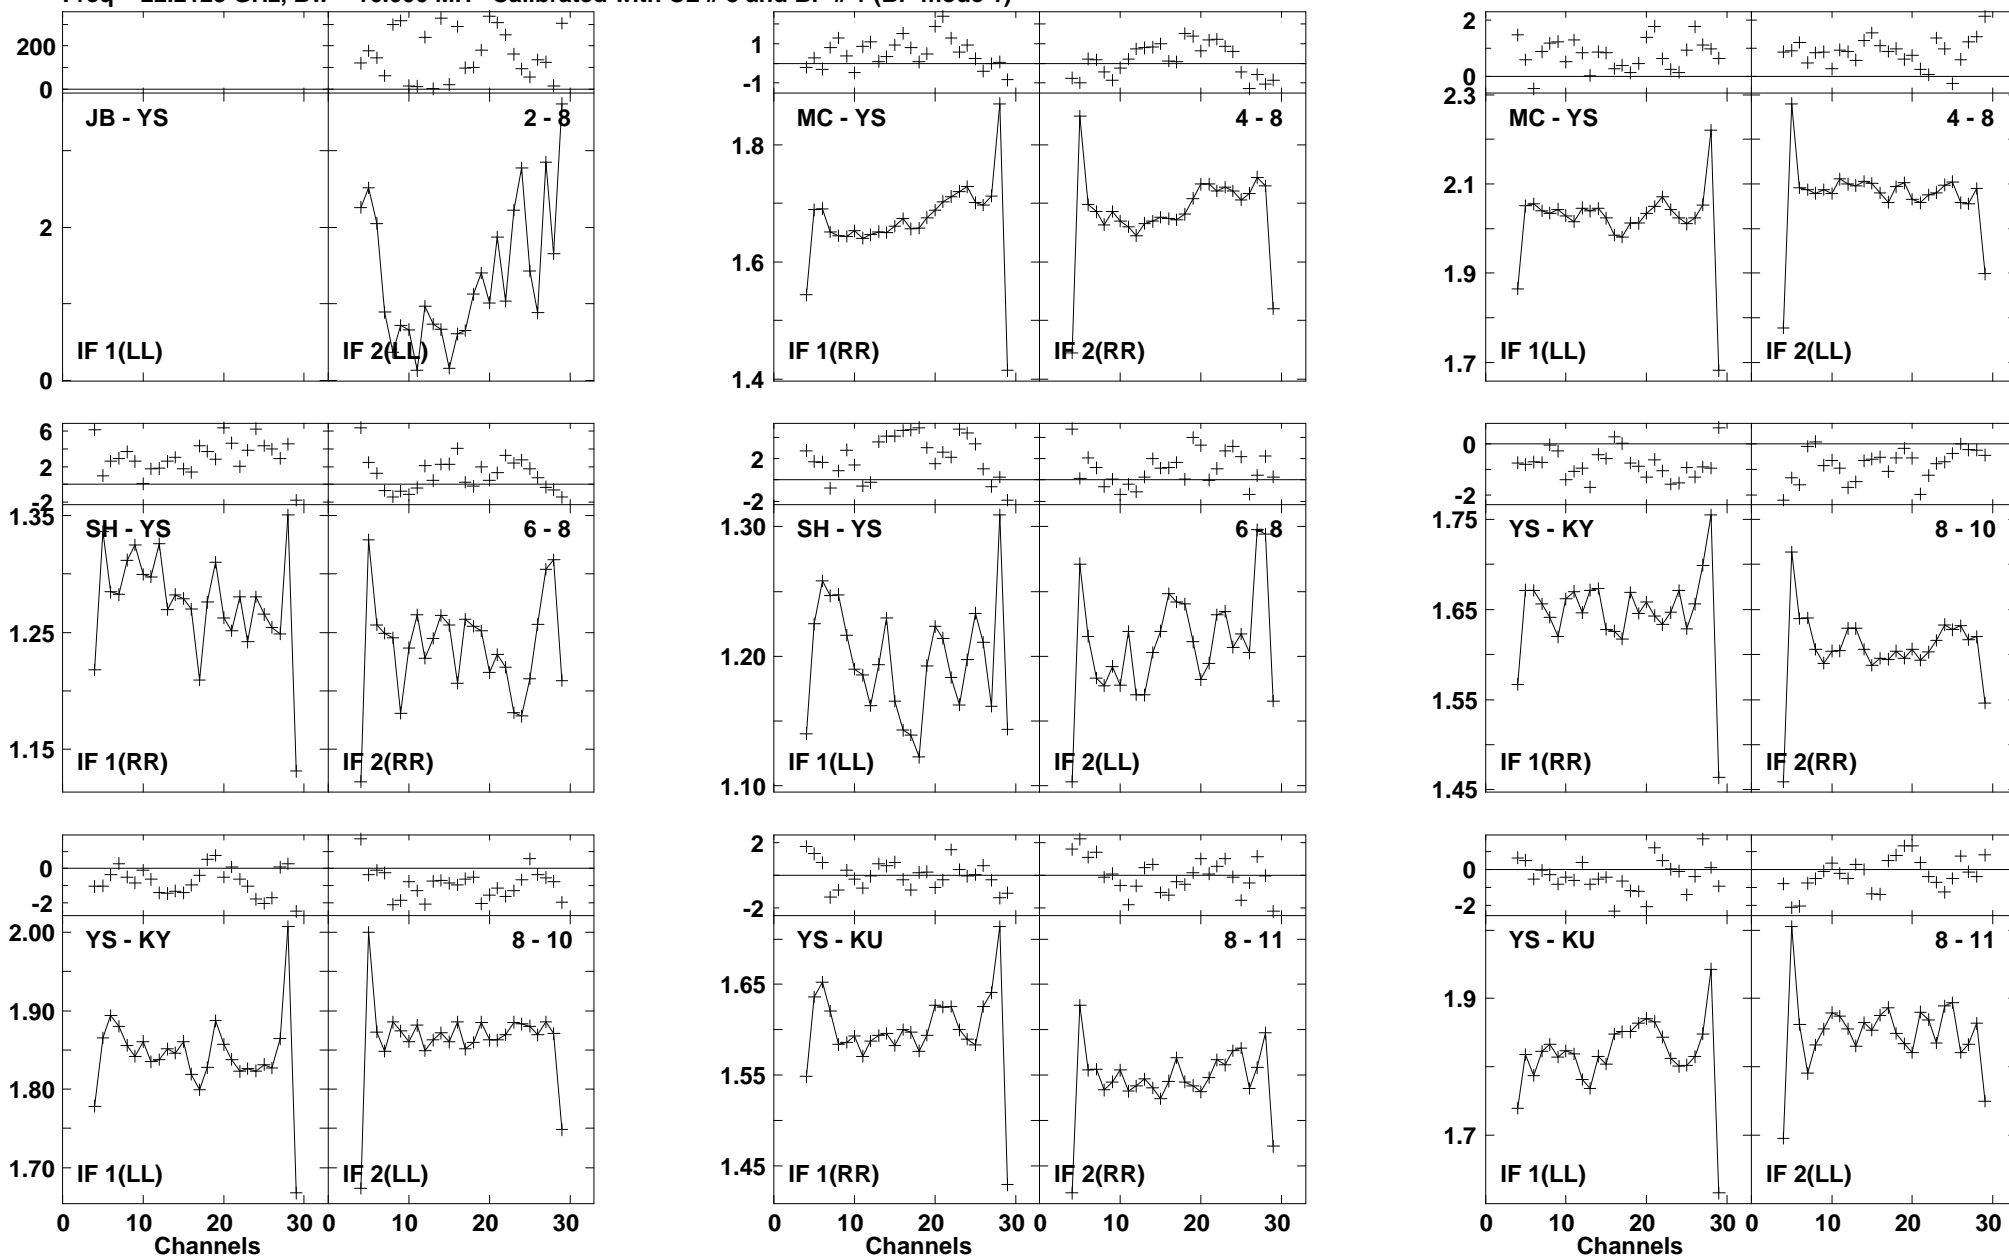 200
0
JB - YS
2 - 8
2
0
IF 1(LL)
IF 2(LL)
1
-1
MC - YS
4 - 8
1.8
1.6
1.4
IF 1(RR)
IF 2(RR)
2
0
2.3
MC - YS
4 - 8
2.1
1.9
1.7
IF 1(LL)
IF 2(LL)
6
2
-2
1.35
SH - YS
6 - 8
1.25
1.15
IF 1(RR)
IF 2(RR)
2
-2
1.30
SH - YS
6 - 8
1.20
1.10
IF 1(LL)
IF 2(LL)
0
-2
1.75
YS - KY
8 - 10
1.65
1.55
1.45
IF 1(RR)
IF 2(RR)
0
-2
2.00
YS - KY
8 - 10
1.90
1.80
1.70
IF 1(LL)
IF 2(LL)
0 10 20 30 0 10 20 30
Channels
2
-2
YS - KU
8 - 11
1.65
1.55
1.45
IF 1(RR)
IF 2(RR)
0 10 20 30 0 10 20 30
Channels
0
-2
YS - KU
8 - 11
1.9
1.7
IF 1(LL)
IF 2(LL)
0 10 20 30 0 10 20 30
Channels